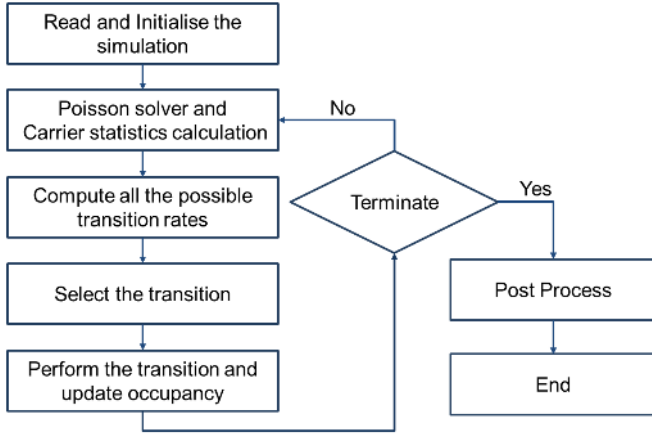 Read and Initialise the
simulation
Poisson solver and
Carrier statistics calculation
No
Compute all the possible
transition rates
Terminate
Yes
Select the transition
Post Process
Perform the transition and
update occupancy
End